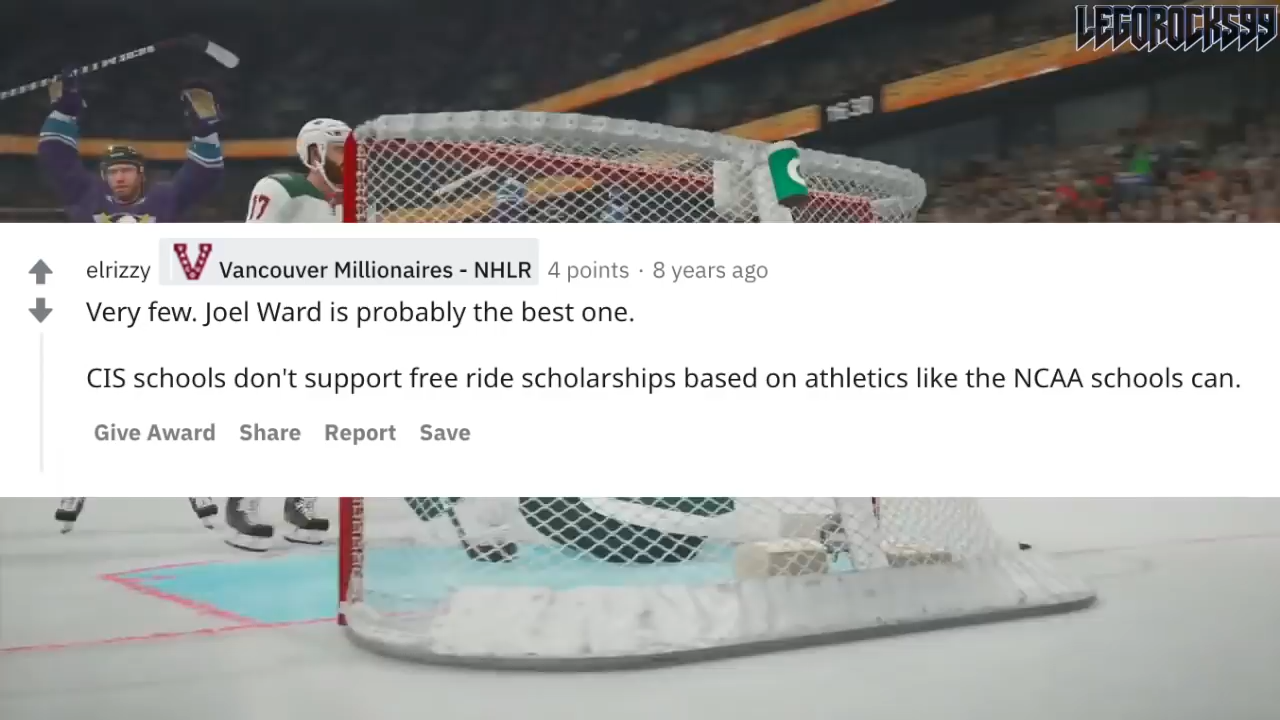 LEGOROCKS99
17
elrizzy V Vancouver Millionaires - NHLR 4 points · 8 years ago
Very few. Joel Ward is probably the best one.
CIS schools don't support free ride scholarships based on athletics like the NCAA schools can.
Give Award Share Report Save